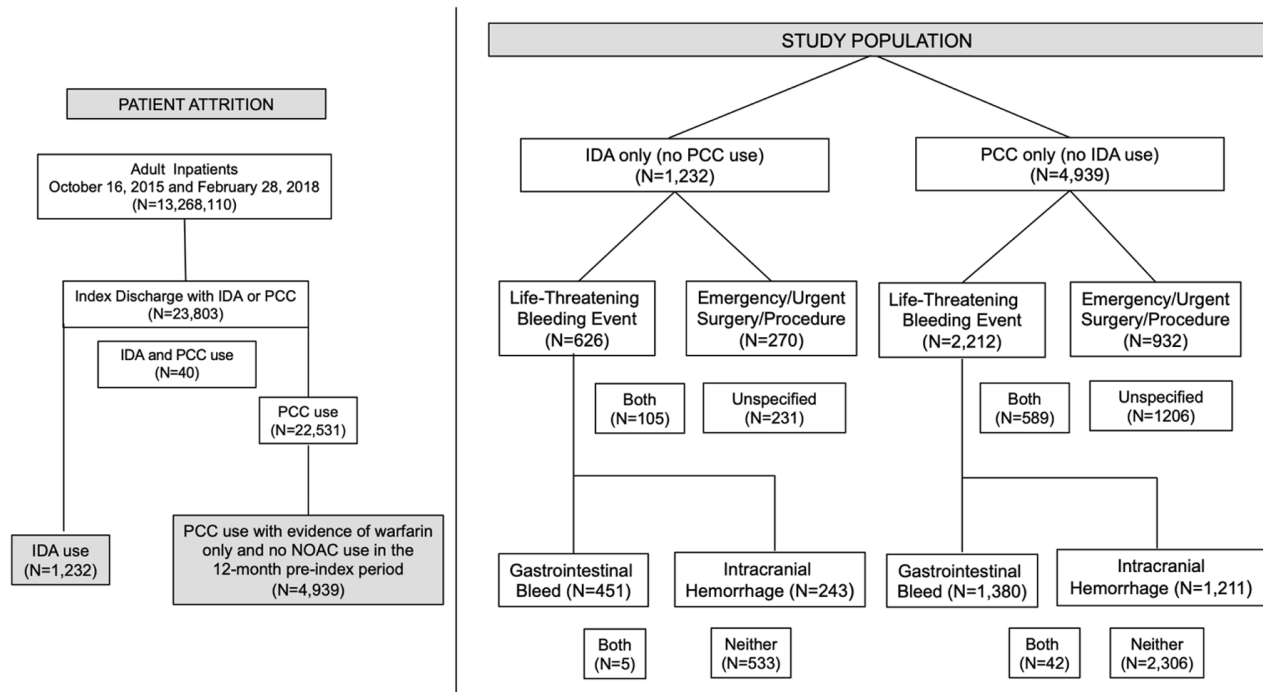 PATIENT ATTRITION
Adult Inpatients
October 16, 2015 and February 28, 2018
(N=13,268,110)
Index Discharge with IDA or PCC
(N=23,803)
IDA and PCC use
(N=40)
PCC use
(N=22,531)
IDA use
(N=1,232)
PCC use with evidence of warfarin
only and no NOAC use in the
12-month pre-index period
(N=4,939)
STUDY POPULATION
IDA only (no PCC use)
(N=1,232)
PCC only (no IDA use)
(N=4,939)
Life-Threatening
Bleeding Event
(N=626)
Emergency/Urgent
Surgery/Procedure
(N=270)
Life-Threatening
Bleeding Event
(N=2,212)
Emergency/Urgent
Surgery/Procedure
(N=932)
Both
(N=105)
Unspecified
(N=231)
Both
(N=589)
Unspecified
(N=1206)
Gastrointestinal
Bleed (N=451)
Intracranial
Hemorrhage (N=243)
Gastrointestinal
Bleed (N=1,380)
Intracranial
Hemorrhage (N=1,211)
Both
(N=5)
Neither
(N=533)
Both
(N=42)
Neither
(N=2,306)